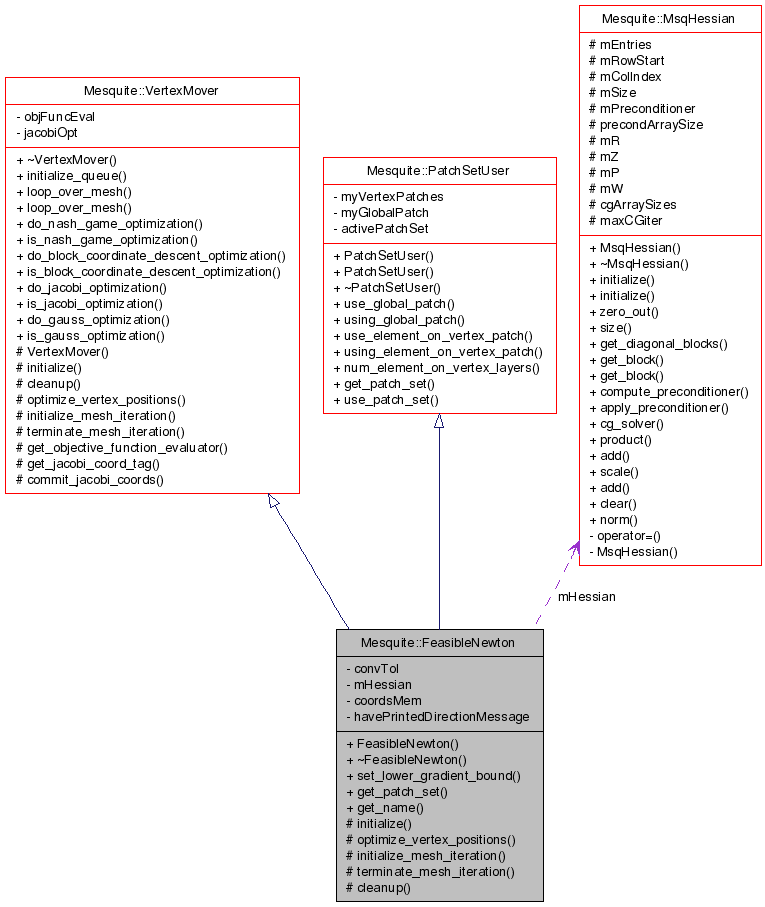 Mesquite::VertexMover
- objFuncEval
- jacobiOpt
+ ~VertexMover()
+ initialize_queue()
+ loop_over_mesh()
+ loop_over_mesh()
+ do_nash_game_optimization()
+ is_nash_game_optimization()
+ do_block_coordinate_descent_optimization()
+ is_block_coordinate_descent_optimization()
+ do_jacobi_optimization()
+ is_jacobi_optimization()
+ do_gauss_optimization()
+ is_gauss_optimization()
# VertexMover()
# initialize()
# cleanup()
# optimize_vertex_positions()
# initialize_mesh_iteration()
# terminate_mesh_iteration()
# get_objective_function_evaluator()
# get_jacobi_coord_tag()
# commit_jacobi_coords()
Mesquite::PatchSetUser
- myVertexPatches
- myGlobalPatch
- activePatchSet
+ PatchSetUser()
+ PatchSetUser()
+ ~PatchSetUser()
+ use_global_patch()
+ using_global_patch()
+ use_element_on_vertex_patch()
+ using_element_on_vertex_patch()
+ num_element_on_vertex_layers()
+ get_patch_set()
+ use_patch_set()
Mesquite::MsqHessian
# mEntries
# mRowStart
# mColIndex
# mSize
# mPreconditioner
# precondArraySize
# mR
# mZ
# mP
# mW
# cgArraySizes
# maxCGiter
+ MsqHessian()
+ ~MsqHessian()
+ initialize()
+ initialize()
+ zero_out()
+ size()
+ get_diagonal_blocks()
+ get_block()
+ get_block()
+ compute_preconditioner()
+ apply_preconditioner()
+ cg_solver()
+ product()
+ add()
+ scale()
+ add()
+ clear()
+ norm()
- operator=()
- MsqHessian()
mHessian
Mesquite::FeasibleNewton
- convTol
- mHessian
- coordsMem
- havePrintedDirectionMessage
+ FeasibleNewton()
+ ~FeasibleNewton()
+ set_lower_gradient_bound()
+ get_patch_set()
+ get_name()
# initialize()
# optimize_vertex_positions()
# initialize_mesh_iteration()
# terminate_mesh_iteration()
# cleanup()